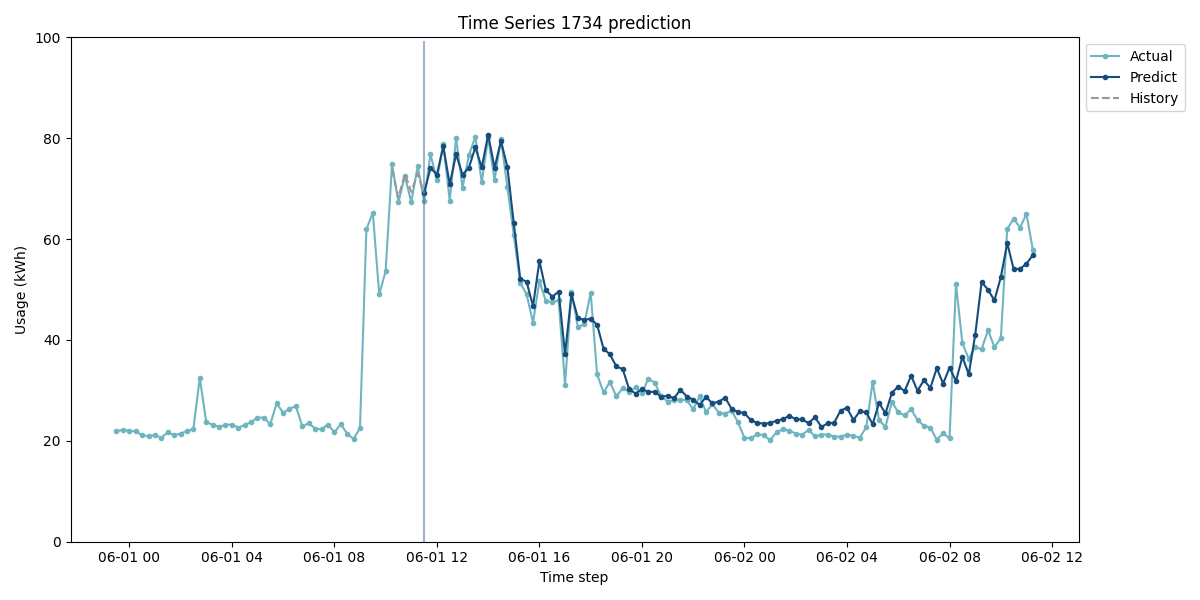 Time Series 1734 prediction
Actual
Predict
History
Usage (kWh)
100
80
60
40
20
0
06-01 00
06-01 04
06-01 08
06-01 12
06-01 16
06-01 20
06-02 00
06-02 04
06-02 08
06-02 12
Time step